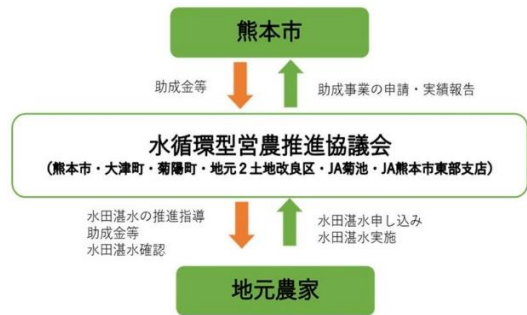 熊本市
助成金等
助成事業の申請・実績報告
水循環型営農推進協議会
(熊本市・大津町・菊陽町・地元2土地改良区・JA菊池・JA熊本市東部支店)
水田湛水の推進指導
助成金等
水田湛水確認
水田湛水申し込み
水田湛水実施
地元農家